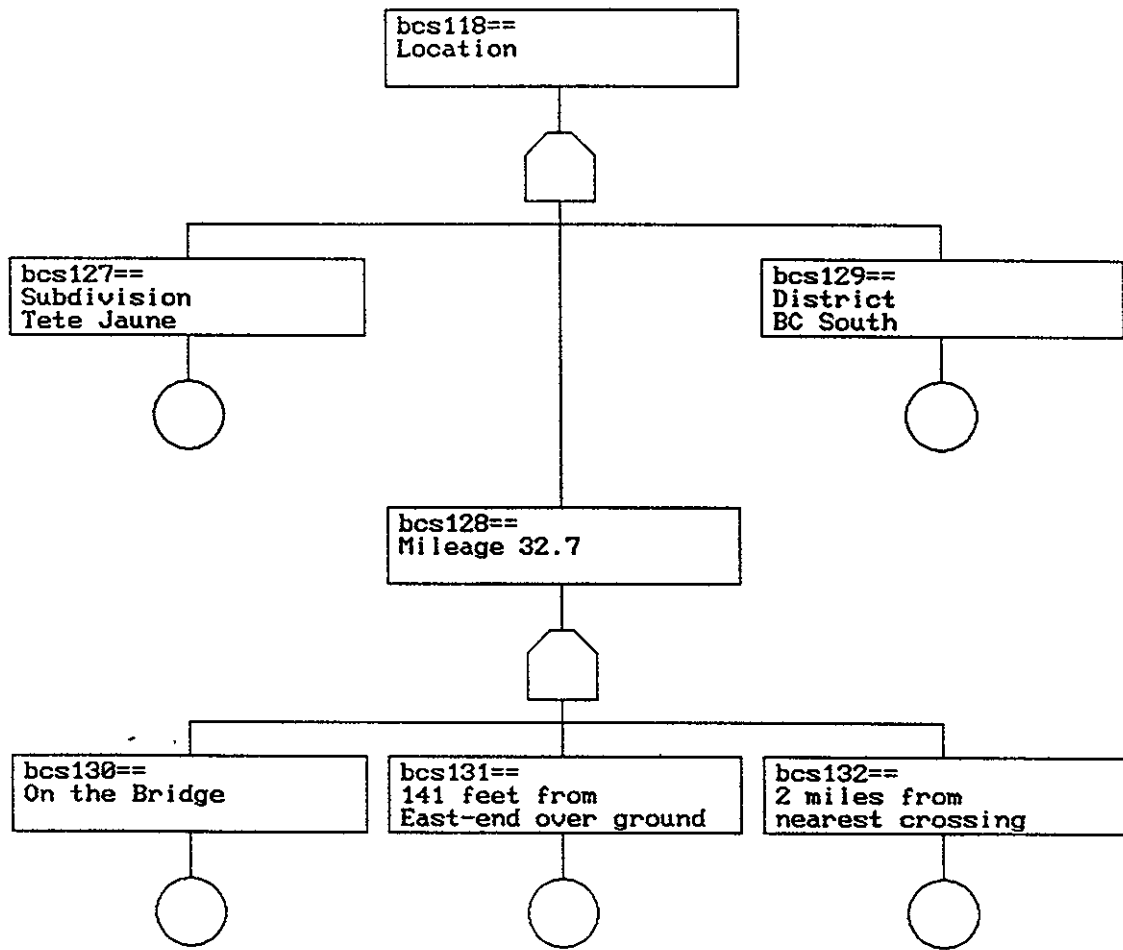 bcs118==
Location
bcs127==
Subdivision
Tete Jaune
bcs129==
District
BC South
bcs128==
Mileage 32.7
bcs130==
On the Bridge
bcs131==
141 feet from
East-end over ground
bcs132==
2 miles from
nearest crossing